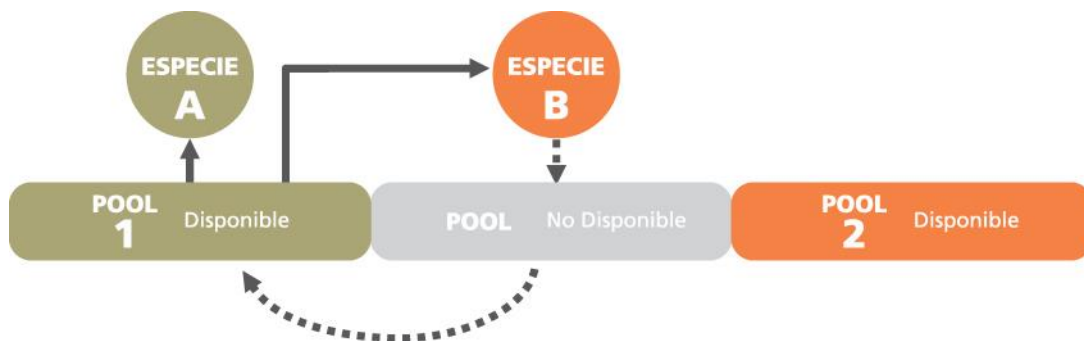 ESPECIE
A
ESPECIE
B
POOL
1
Disponible
POOL
No Disponible
POOL
2
Disponible